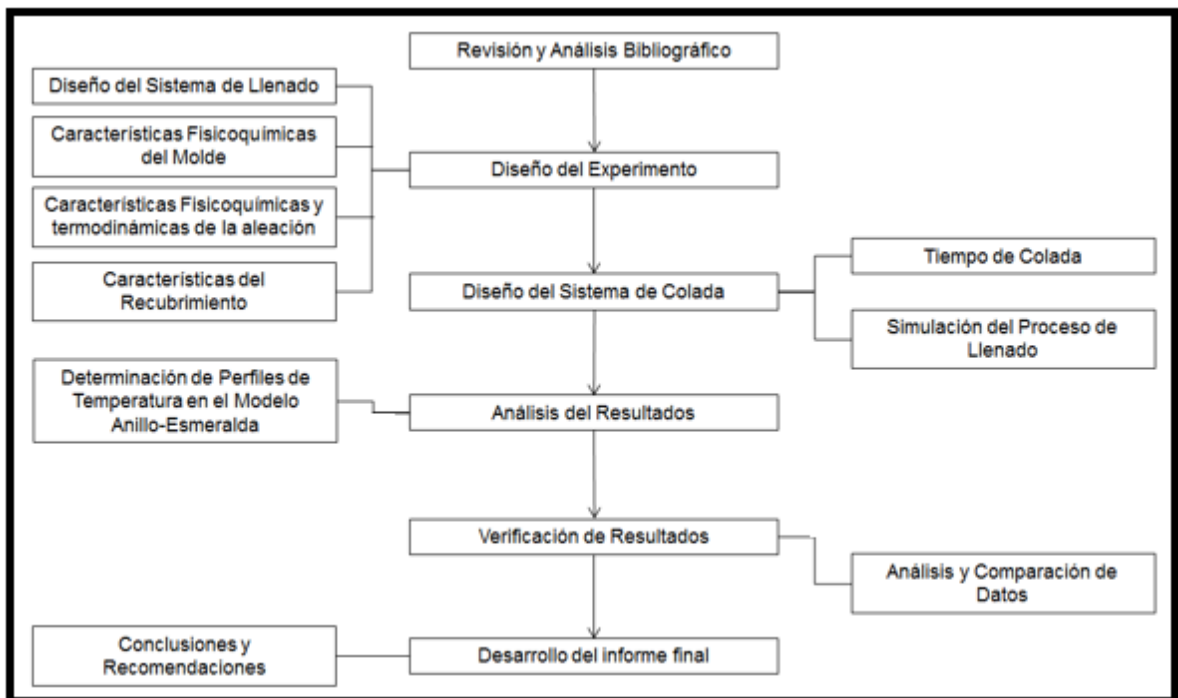 Revisión y Análisis Bibliográfico
Diseño del Sistema de Llenado
Características Fisicoquímicas
del Molde
Diseño del Experimento
Características Fisicoquímicas y
termodinámicas de la aleación
Características del
Recubrimiento
Diseño del Sistema de Colada
Tiempo de Colada
Simulación del Proceso de
Llenado
Determinación de Perfiles de
Temperatura en el Modelo
Anillo-Esmeralda
Análisis del Resultados
Verificación de Resultados
Análisis y Comparación de
Datos
Conclusiones y
Recomendaciones
Desarrollo del informe final